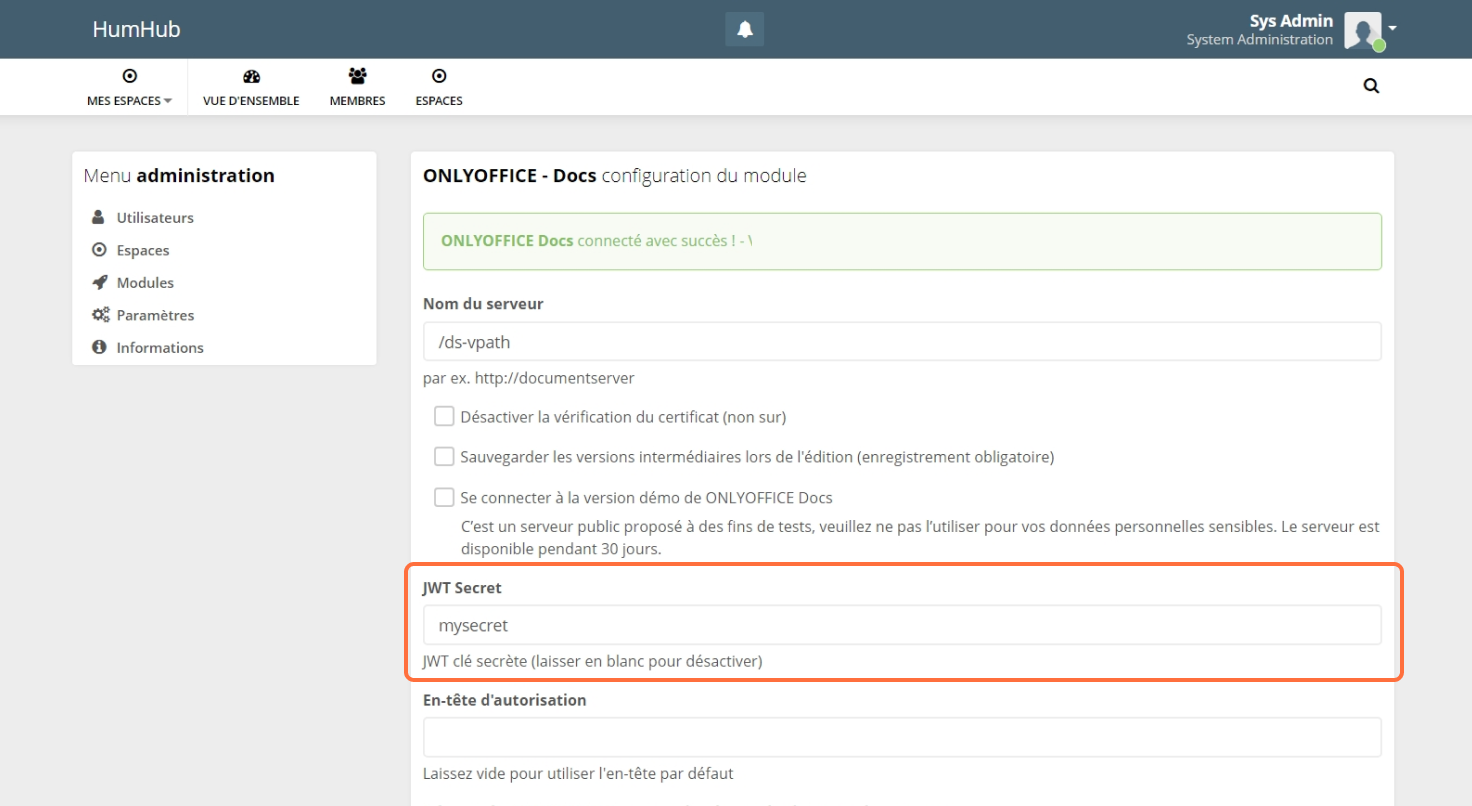 HumHub
Sys Admin
System Administration
MES ESPACES
VUE D'ENSEMBLE
MEMBRES
ESPACES
Menu administration
Utilisateurs
Espaces
Modules
Paramètres
Informations
ONLYOFFICE - Docs configuration du module
ONLYOFFICE Docs connecté avec succès ! -
Nom du serveur
/ds-vpath
par ex. http://documentserver
Désactiver la vérification du certificat (non sur)
Sauvegarder les versions intermédiaires lors de l'édition (enregistrement obligatoire)
Se connecter à la version démo de ONLYOFFICE Docs
C’est un serveur public proposé à des fins de tests, veuillez ne pas l’utiliser pour vos données personnelles sensibles. Le serveur est
disponible pendant 30 jours.
JWT Secret
mysecret
JWT clé secrète (laisser en blanc pour désactiver)
En-tête d'autorisation
Laissez vide pour utiliser l'en-tête par défaut